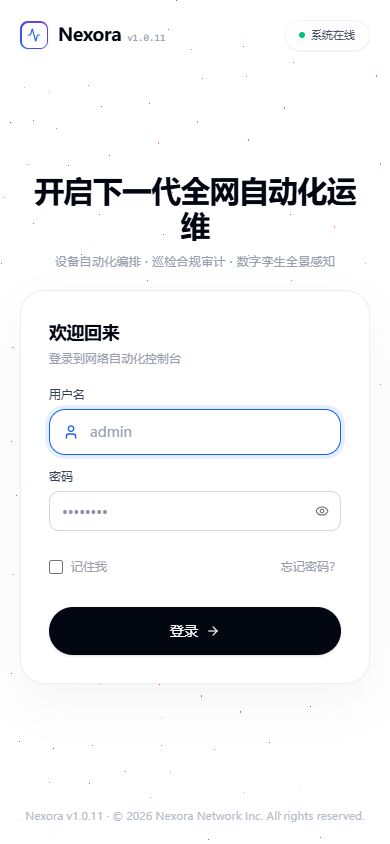 Nexora v1.0.11
系统在线
开启下一代全网自动化运
维
设备自动化编排 · 巡检合规审计 · 数字孪生全景感知
欢迎回来
登录到网络自动化控制台
用户名
admin
密码
••••••••
记住我
忘记密码?
登录 →
Nexora v1.0.11 · © 2026 Nexora Network Inc. All rights reserved.